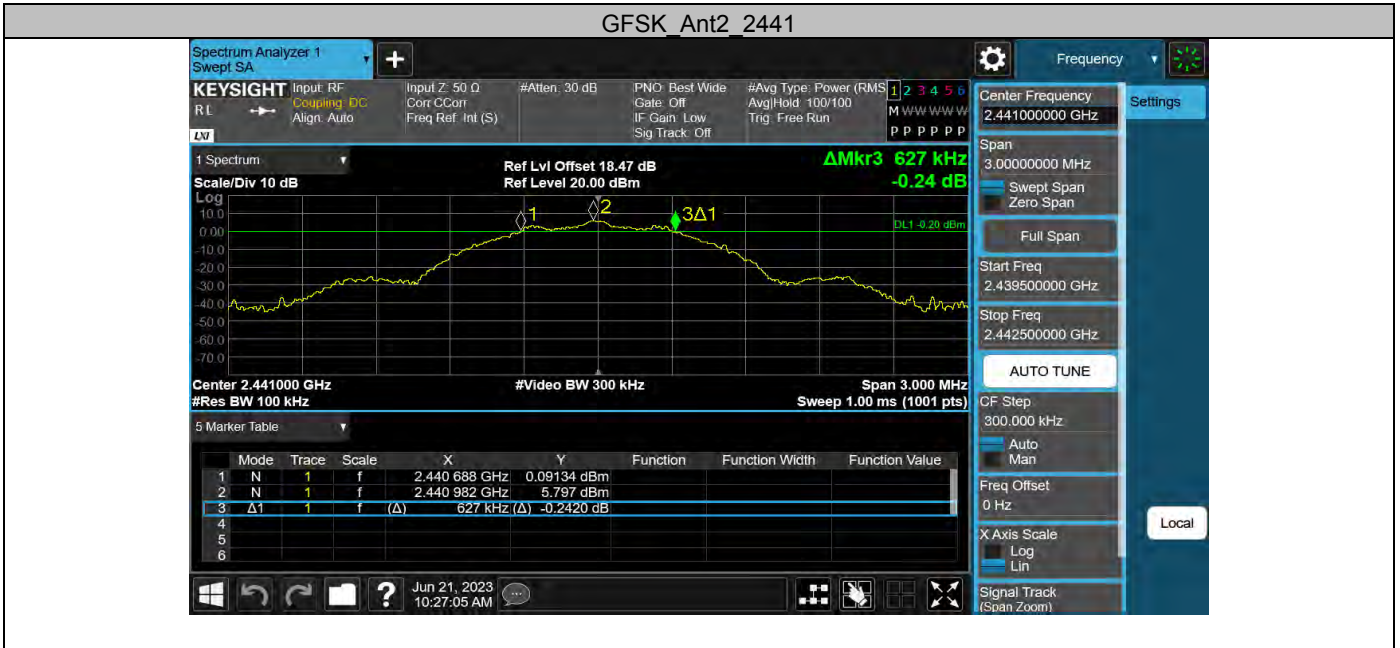 GFSK_Ant2_2441
Spectrum Analyzer 1
Swept SA
+
Frequency
KEYSIGHT
RL
LXI
Input: RF
Coupling: DC
Align: Auto
Input Z: 50 Ω
Corr CCorr
Freq Ref: Int (S)
#Atten: 30 dB
PNO: Best Wide
Gate: Off
IF Gain: Low
Sig Track: Off
#Avg Type: Power (RMS
Avg|Hold: 100/100
Trig: Free Run
1 2 3 4 5 6
M W W W W W
P P P P P P
1 Spectrum
Scale/Div 10 dB
Ref Lvl Offset 18.47 dB
Ref Level 20.00 dBm
ΔMkr3 627 kHz
-0.24 dB
Log
10.0
0.00
-10.0
-20.0
-30.0
-40.0
-50.0
-60.0
-70.0
1
2
3Δ1
DL1 -0.20 dBm
Center 2.441000 GHz
#Video BW 300 kHz
Span 3.000 MHz
#Res BW 100 kHz
Sweep 1.00 ms (1001 pts)
5 Marker Table
Mode Trace Scale X Y Function Function Width Function Value
1 N 1 f 2.440 688 GHz 0.09134 dBm
2 N 1 f 2.440 982 GHz 5.797 dBm
3 Δ1 1 f (Δ) 627 kHz (Δ) -0.2420 dB
4
5
6
?
Jun 21, 2023
10:27:05 AM
Center Frequency
2.441000000 GHz
Settings
Span
3.00000000 MHz
Swept Span
Zero Span
Full Span
Start Freq
2.439500000 GHz
Stop Freq
2.442500000 GHz
AUTO TUNE
CF Step
300.000 kHz
Auto
Man
Freq Offset
0 Hz
X Axis Scale
Log
Lin
Local
Signal Track
(Span Zoom)